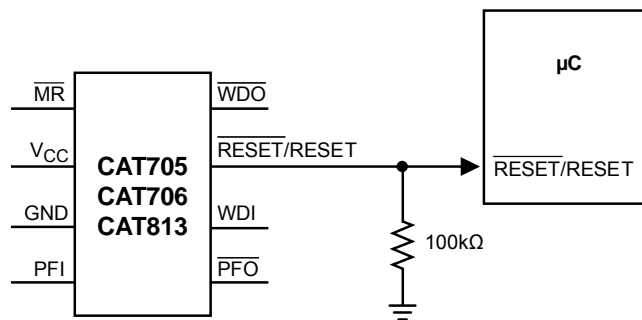 µC
MR
WDO
VCC
RESET/RESET
RESET/RESET
CAT705
CAT706
CAT813
GND
WDI
PFI
PFO
100kΩ